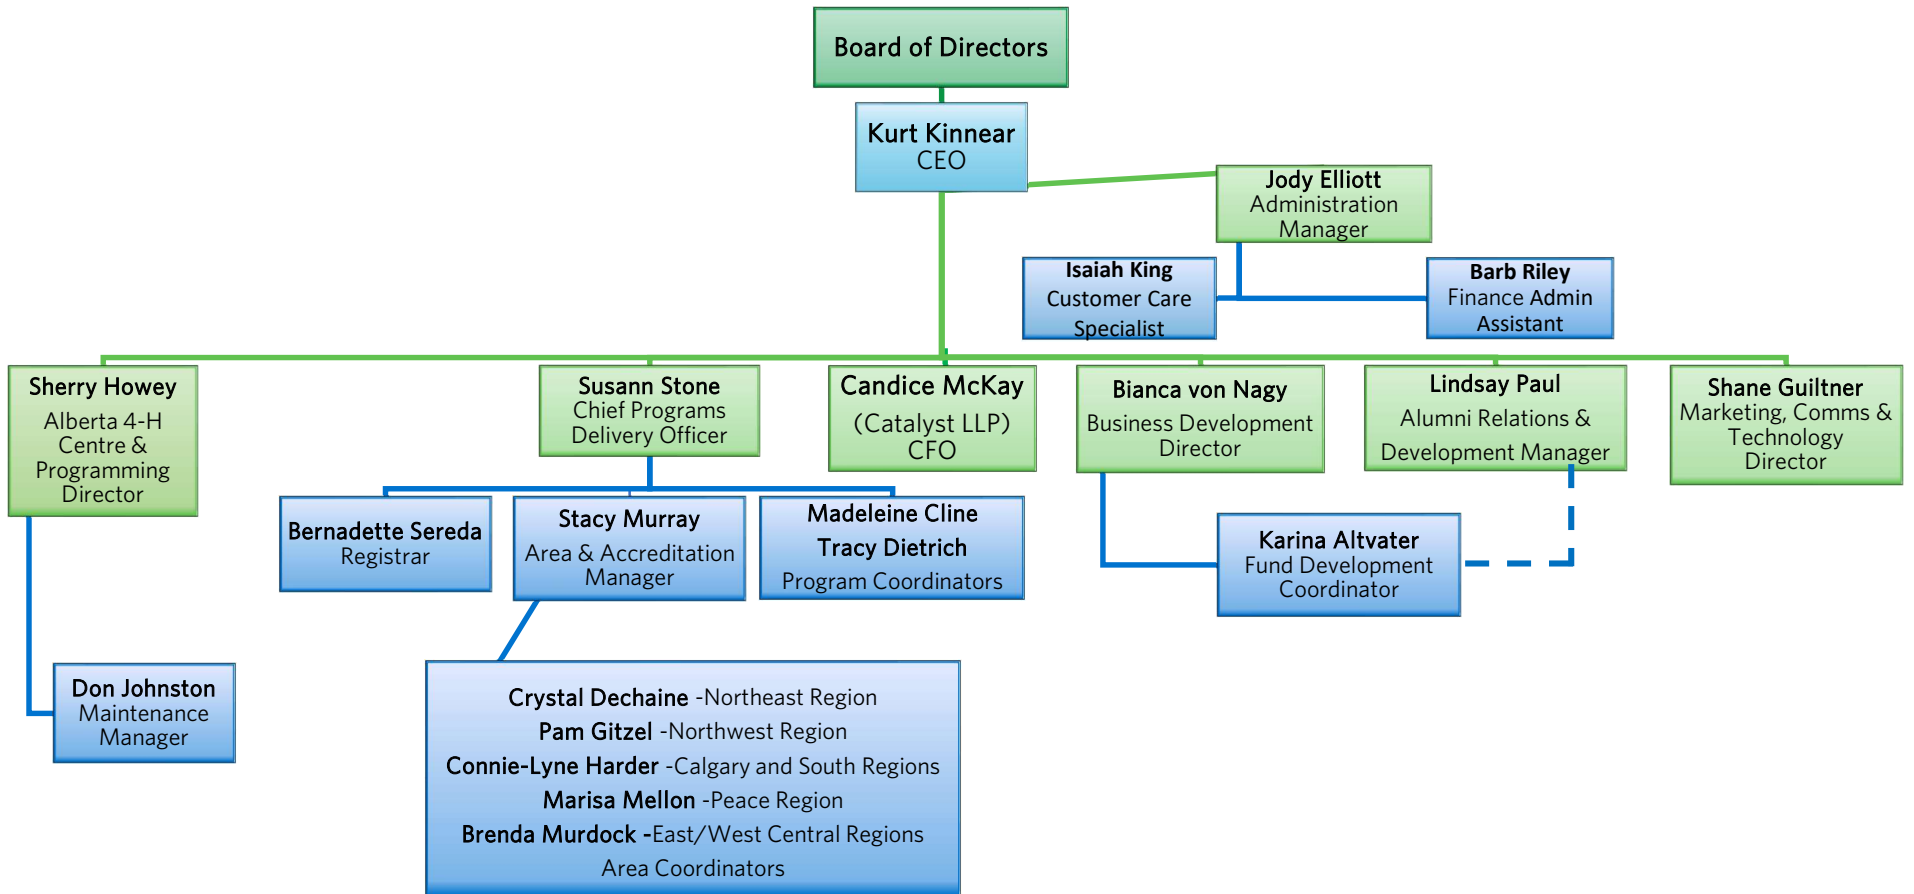 Board of Directors
Kurt Kinnear
CEO
Jody Elliott
Administration
Manager
Isaiah King
Customer Care
Specialist
Barb Riley
Finance Admin
Assistant
Sherry Howey
Alberta 4-H
Centre &
Programming
Director
Susann Stone
Chief Programs
Delivery Officer
Candice McKay
(Catalyst LLP)
CFO
Bianca von Nagy
Business Development
Director
Lindsay Paul
Alumni Relations &
Development Manager
Shane Guiltner
Marketing, Comms &
Technology
Director
Bernadette Sereda
Registrar
Stacy Murray
Area & Accreditation
Manager
Madeleine Cline
Tracy Dietrich
Program Coordinators
Karina Altvater
Fund Development
Coordinator
Don Johnston
Maintenance
Manager
Crystal Dechaine -Northeast Region
Pam Gitzel -Northwest Region
Connie-Lyne Harder -Calgary and South Regions
Marisa Mellon -Peace Region
Brenda Murdock -East/West Central Regions
Area Coordinators